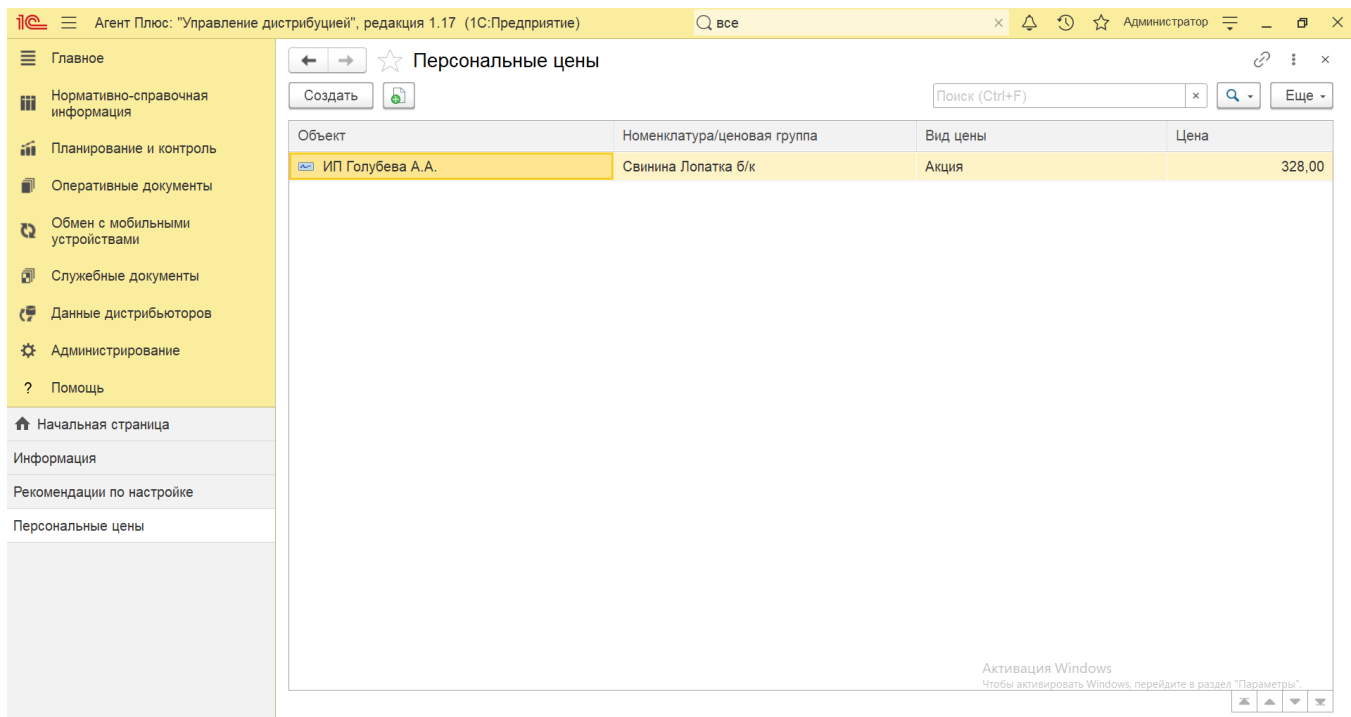 Агент Плюс: "Управление дистрибуцией", редакция 1.17 (1С:Предприятие)
все
Администратор
Главное
Нормативно-справочная
информация
Планирование и контроль
Оперативные документы
Обмен с мобильными
устройствами
Служебные документы
Данные дистрибьюторов
Администрирование
? Помощь
Начальная страница
Информация
Рекомендации по настройке
Персональные цены
Персональные цены
Создать
Поиск (Ctrl+F)
Еще
Объект Номенклатура/ценовая группа Вид цены Цена
ИП Голубева А.А. Свинина Лопатка б/к Акция 328,00
Активация Windows
Чтобы активировать Windows, перейдите в раздел "Параметры".